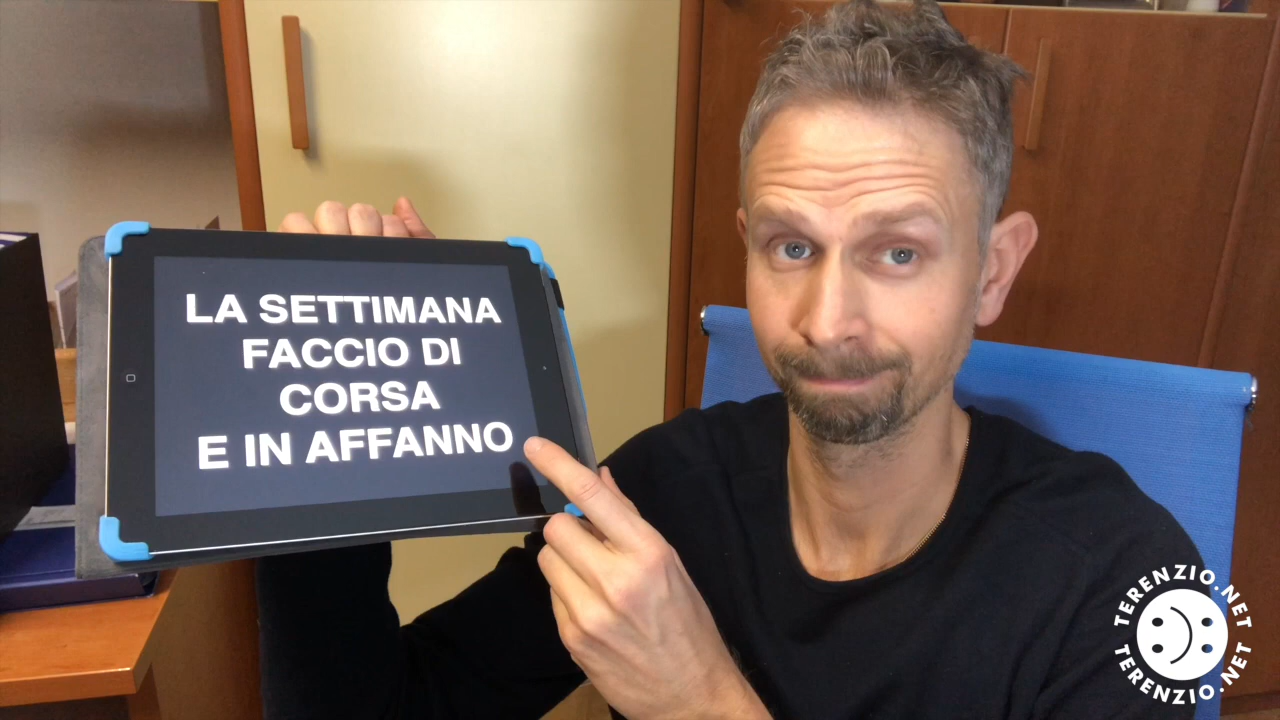 LA SETTIMANA
FACCIO DI
CORSA
E IN AFFANNO
TERENZIO.NET
TERENZIO.NET